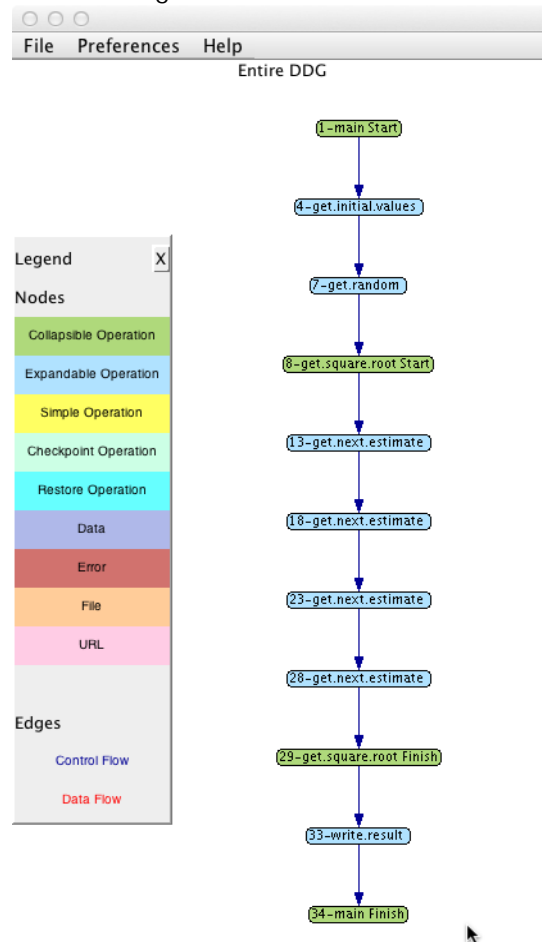 File Preferences Help
Entire DDG
1-main Start
4-get.initial.values
7-get.random
8-get.square.root Start
13-get.next.estimate
18-get.next.estimate
23-get.next.estimate
28-get.next.estimate
29-get.square.root Finish
33-write.result
34-main Finish
Legend X
Nodes
Collapsible Operation
Expandable Operation
Simple Operation
Checkpoint Operation
Restore Operation
Data
Error
File
URL
Edges
Control Flow
Data Flow